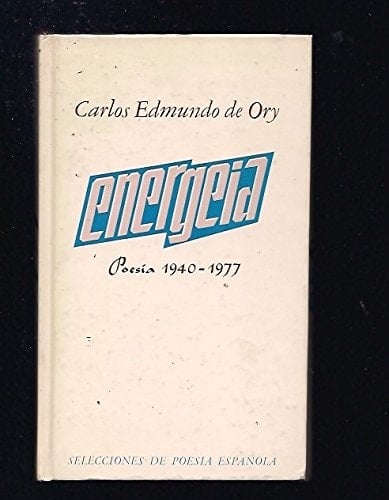 Carlos Edmundo de Ory
energeia
Poesía 1940-1977
SELECCIONES DE POESIA ESPAÑOLA